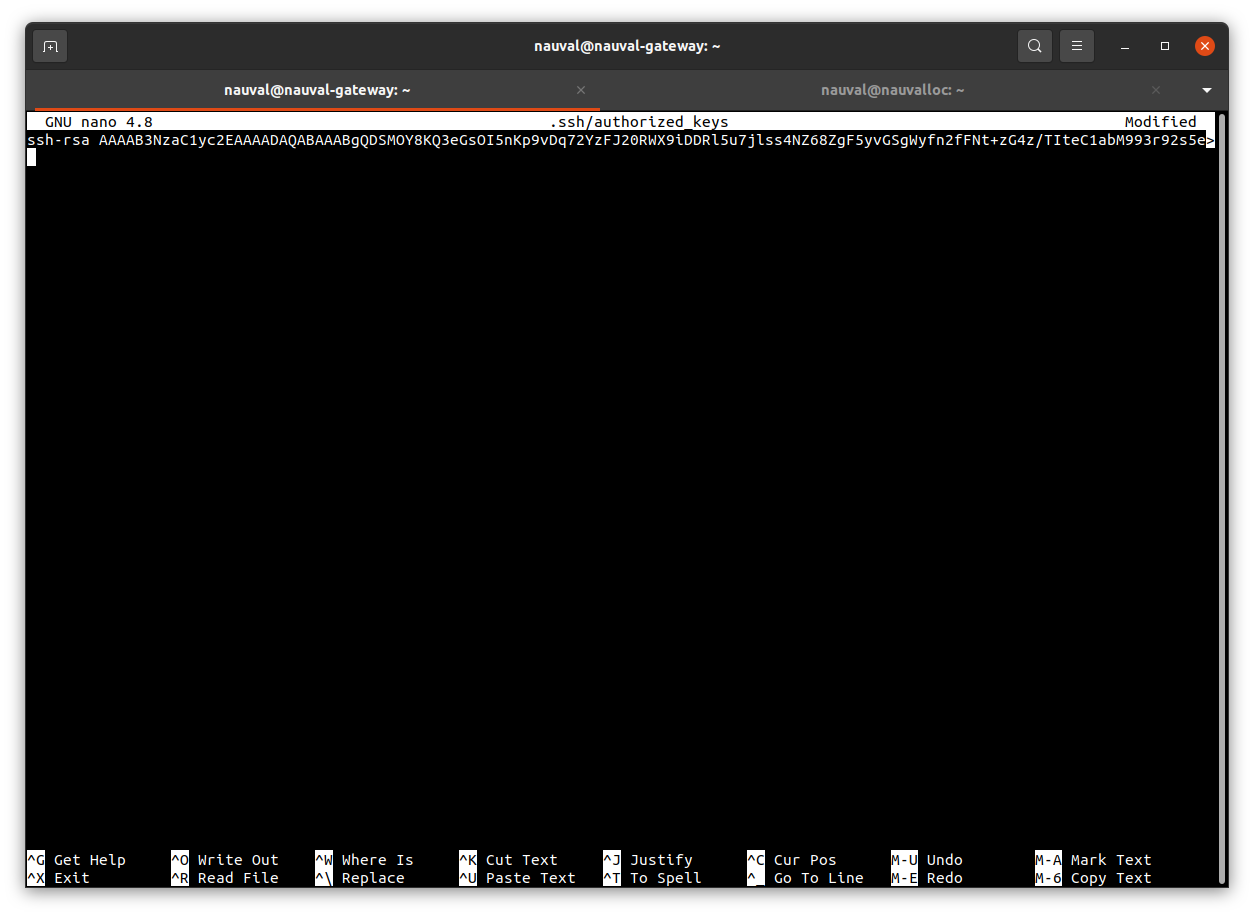 nauval@nauval-gateway: ~
nauval@nauval-gateway: ~ × nauval@nauvalloc: ~ ×
GNU nano 4.8 .ssh/authorized_keys Modified
ssh-rsa AAAAB3NzaC1yc2EAAAADAQABAAABgQDSMOY8KQ3eGsOI5nKp9vDq72YzFJ20RWX9iDDRl5u7jlss4NZ68ZgF5yvGSgWyfn2fFNt+zG4z/TIteC1abM993r92s5e>
^G Get Help ^O Write Out ^W Where Is ^K Cut Text ^J Justify ^C Cur Pos M-U Undo M-A Mark Text
^X Exit ^R Read File ^\ Replace ^U Paste Text ^T To Spell ^_ Go To Line M-E Redo M-6 Copy Text